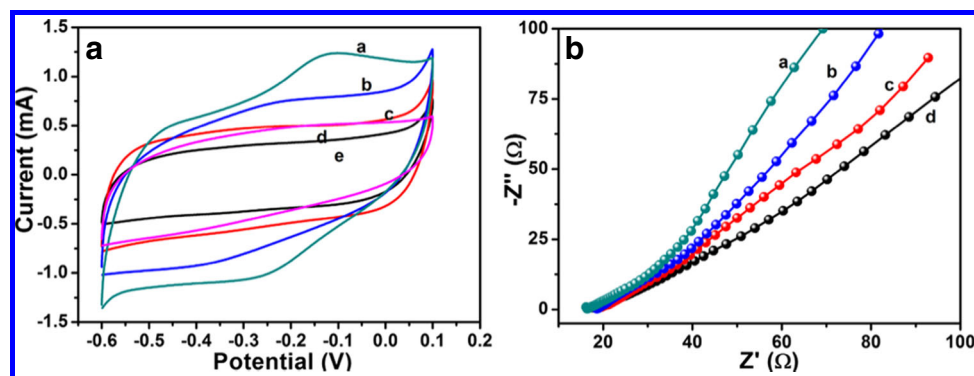 a
1.5
1.0
0.5
0.0
-0.5
-1.0
-1.5
Current (mA)
a
b
c
d
e
-0.6 -0.5 -0.4 -0.3 -0.2 -0.1 0.0 0.1 0.2
Potential (V)
b
100
75
50
25
0
-Z'' (Ω)
a
b
c
d
20 40 60 80 100
Z' (Ω)